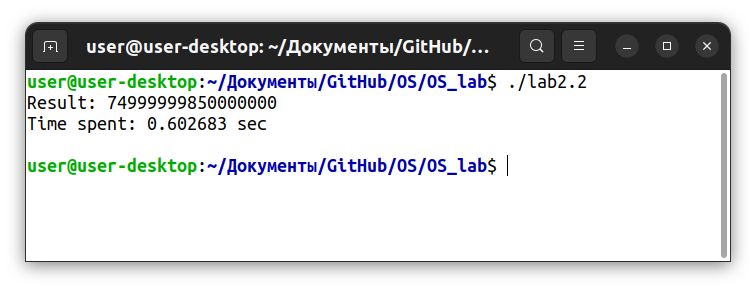 user@user-desktop: ~/Документы/GitHub/...
user@user-desktop:~/Документы/GitHub/OS/OS_lab$ ./lab2.2
Result: 74999999850000000
Time spent: 0.602683 sec
user@user-desktop:~/Документы/GitHub/OS/OS_lab$